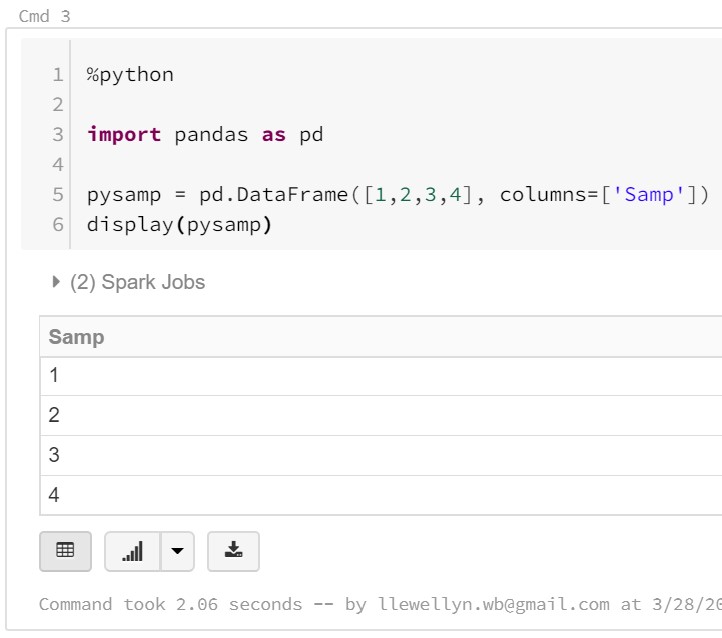 Cmd 3
1 %python
2
3 import pandas as pd
4
5 pysamp = pd.DataFrame([1,2,3,4], columns=['Samp'])
6 display(pysamp)
(2) Spark Jobs
Samp
1
2
3
4
Command took 2.06 seconds -- by llewellyn.wb@gmail.com at 3/28/20